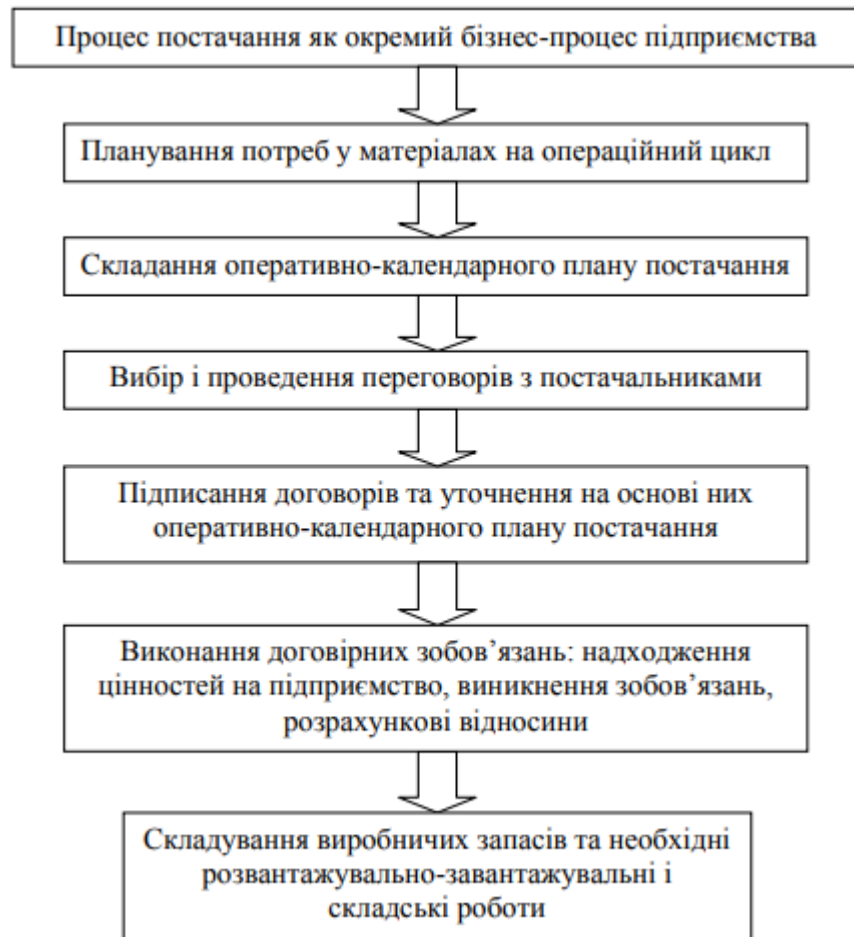 Процес постачання як окремий бізнес-процес підприємства
Планування потреб у матеріалах на операційний цикл
Складання оперативно-календарного плану постачання
Вибір і проведення переговорів з постачальниками
Підписання договорів та уточнення на основі них
оперативно-календарного плану постачання
Виконання договірних зобов’язань: надходження
цінностей на підприємство, виникнення зобов’язань,
розрахункові відносини
Складування виробничих запасів та необхідні
розвантажувально-завантажувальні і
складські роботи